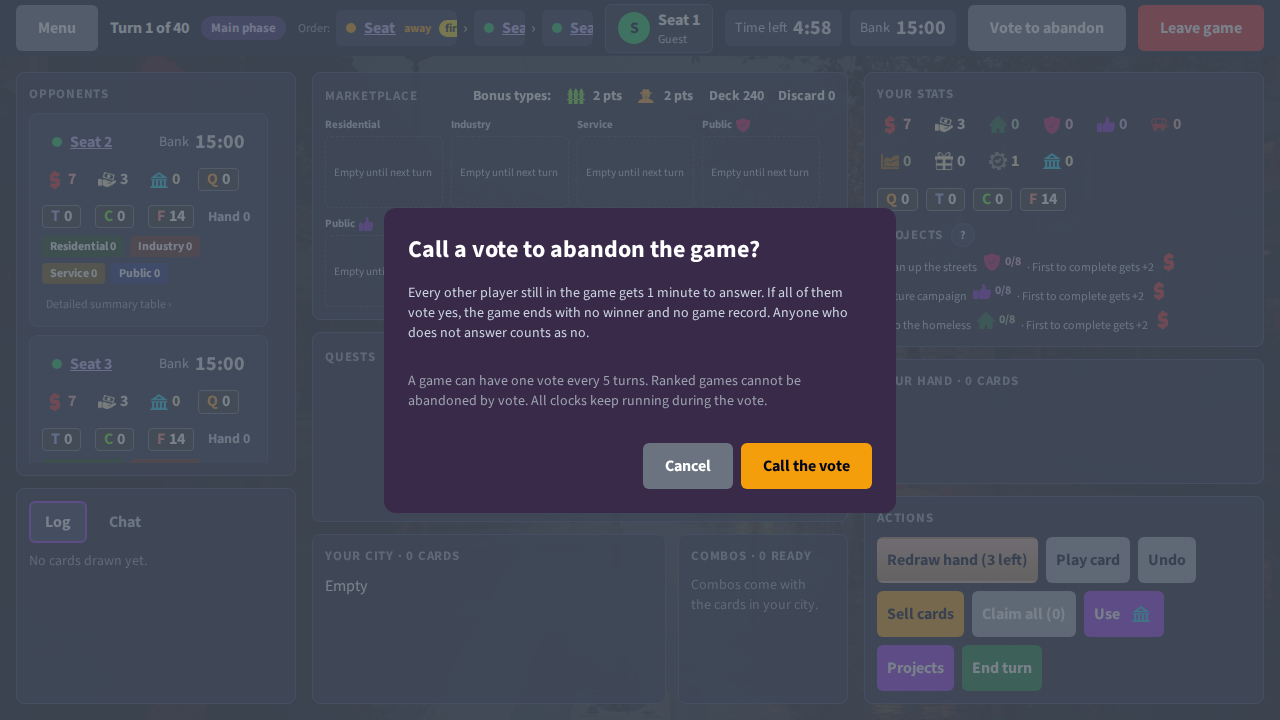 Menu
Turn 1 of 40
Main phase
Order:
Seat away
›
›
Seat 1
S
Guest
Time left 4:58
Bank 15:00
Vote to abandon
Leave game
OPPONENTS
Seat 2
Bank 15:00
7 3 0 Q 0
T 0 C 0 F 14 Hand 0
Residential 0 Industry 0
Service 0 Public 0
Detailed summary table ›
Seat 3
Bank 15:00
7 3 0 Q 0
T 0 C 0 F 14 Hand 0
Log
Chat
No cards drawn yet.
MARKETPLACE
Bonus types: 2 pts 2 pts Deck 240 Discard 0
Residential Industry Service Public
Empty until next turn Empty until next turn Empty until next turn Empty until next turn
Public
QUESTS
Call a vote to abandon the game?
Every other player still in the game gets 1 minute to answer. If all of them
vote yes, the game ends with no winner and no game record. Anyone who
does not answer counts as no.
A game can have one vote every 5 turns. Ranked games cannot be
abandoned by vote. All clocks keep running during the vote.
Cancel
Call the vote
YOUR CITY · 0 CARDS
Empty
COMBOS · 0 READY
Combos come with
the cards in your city.
YOUR STATS
7 3 0 0 0 0
0 0 1 0
Q 0 T 0 C 0 F 14
?
up the streets 0/8 · First to complete gets +2
campaign 0/8 · First to complete gets +2
the homeless 0/8 · First to complete gets +2
HAND · 0 CARDS
ACTIONS
Redraw hand (3 left)
Play card
Undo
Sell cards
Claim all (0)
Use
Projects
End turn